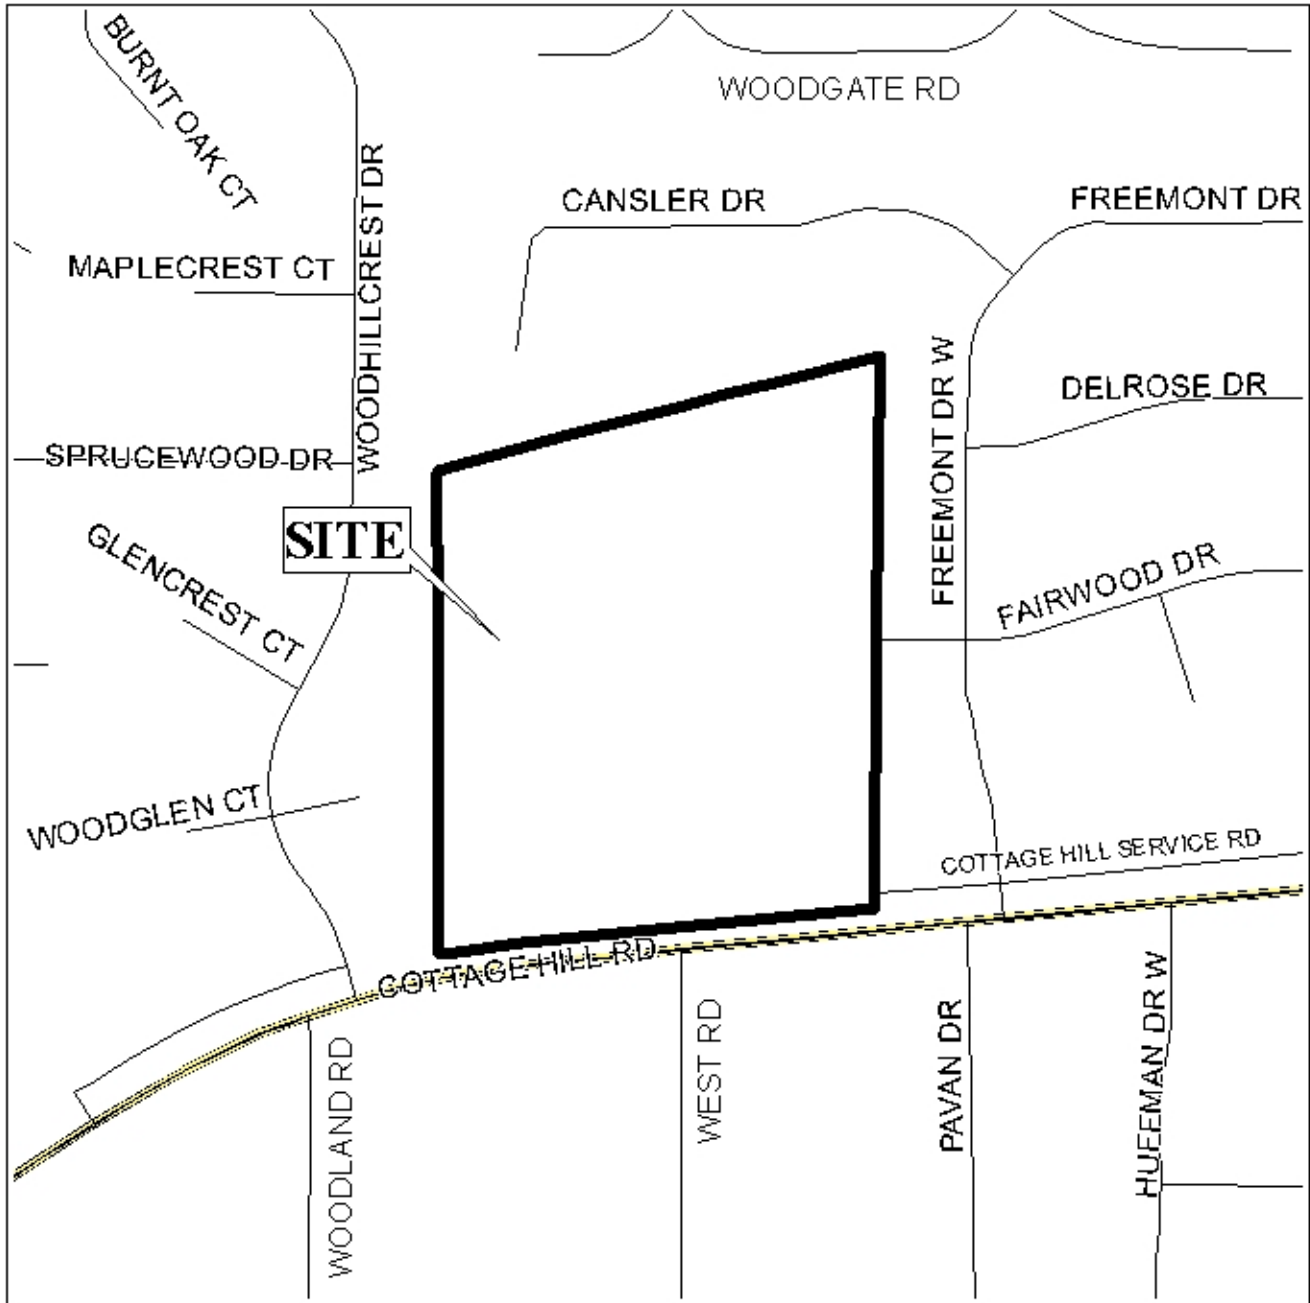 BURNT OAK CT
WOODGATE RD
WOODHILLCREST DR
CANSLER DR
FREEMONT DR
MAPLECREST CT
FREEMONT DR W
DELROSE DR
SPRUCEWOOD DR
SITE
GLENCREST CT
FAIRWOOD DR
WOODGLEN CT
COTTAGE HILL SERVICE RD
COTTAGE HILL RD
WOODLAND RD
WEST RD
PAVAN DR
HUFFMAN DR W